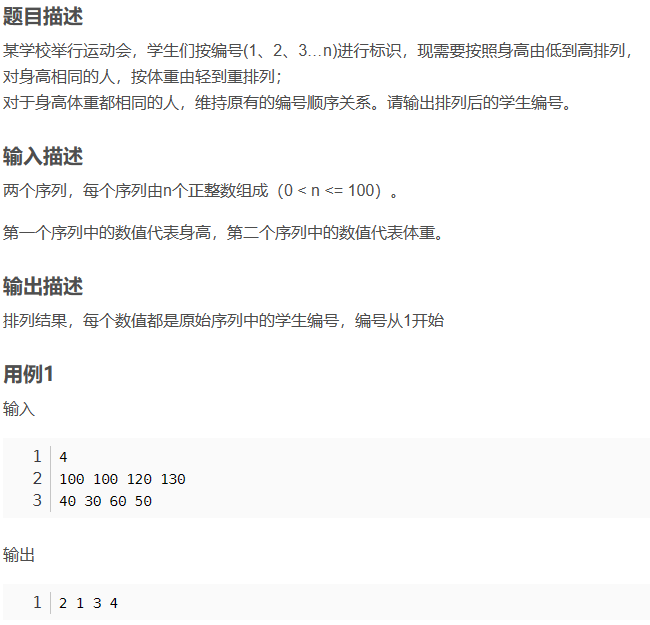 题目描述
某学校举行运动会，学生们按编号(1、2、3…n)进行标识，现需要按照身高由低到高排列，
对身高相同的人，按体重由轻到重排列；
对于身高体重都相同的人，维持原有的编号顺序关系。请输出排列后的学生编号。
输入描述
两个序列，每个序列由n个正整数组成（0 < n <= 100）。
第一个序列中的数值代表身高，第二个序列中的数值代表体重。
输出描述
排列结果，每个数值都是原始序列中的学生编号，编号从1开始
用例1
输入
1 4
2 100 100 120 130
3 40 30 60 50
输出
1 2 1 3 4